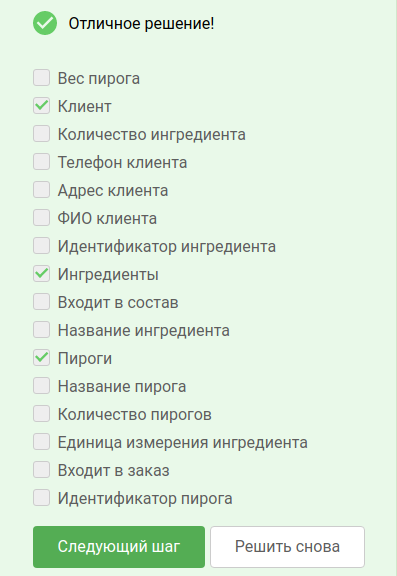 Отличное решение!
Вес пирога
Клиент
Количество ингредиента
Телефон клиента
Адрес клиента
ФИО клиента
Идентификатор ингредиента
Ингредиенты
Входит в состав
Название ингредиента
Пироги
Название пирога
Количество пирогов
Единица измерения ингредиента
Входит в заказ
Идентификатор пирога
Следующий шаг Решить снова